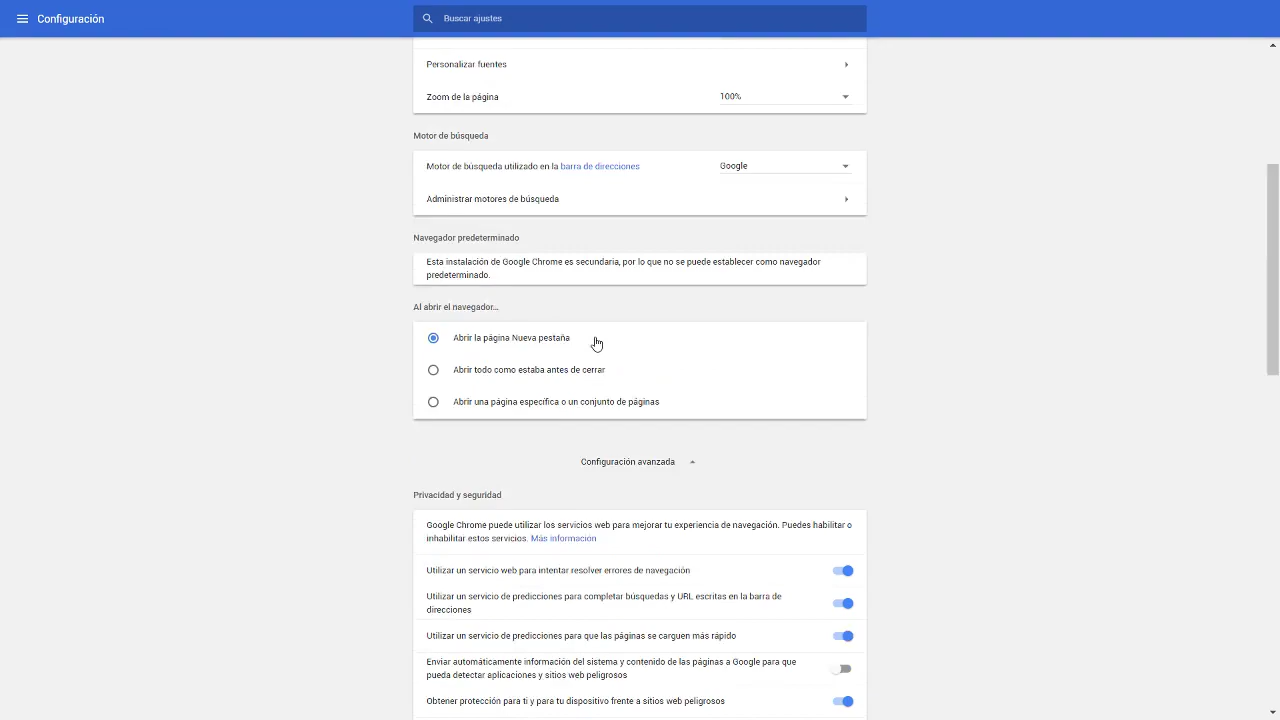 Configuración
Buscar ajustes
Personalizar fuentes
Zoom de la página 100%
Motor de búsqueda
Motor de búsqueda utilizado en la barra de direcciones Google
Administrar motores de búsqueda
Navegador predeterminado
Esta instalación de Google Chrome es secundaria, por lo que no se puede establecer como navegador
predeterminado.
Al abrir el navegador…
Abrir la página Nueva pestaña
Abrir todo como estaba antes de cerrar
Abrir una página específica o un conjunto de páginas
Configuración avanzada
Privacidad y seguridad
Google Chrome puede utilizar los servicios web para mejorar tu experiencia de navegación. Puedes habilitar o
inhabilitar estos servicios. Más información
Utilizar un servicio web para intentar resolver errores de navegación
Utilizar un servicio de predicciones para completar búsquedas y URL escritas en la barra de
direcciones
Utilizar un servicio de predicciones para que las páginas se carguen más rápido
Enviar automáticamente información del sistema y contenido de las páginas a Google para que
pueda detectar aplicaciones y sitios web peligrosos
Obtener protección para ti y para tu dispositivo frente a sitios web peligrosos